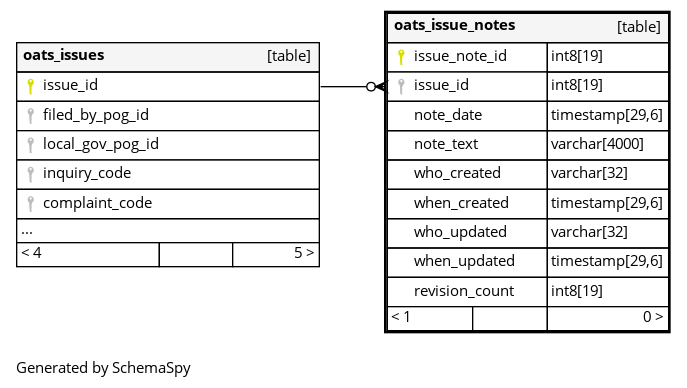 oats_issues [table]
issue_id
filed_by_pog_id
local_gov_pog_id
inquiry_code
complaint_code
...
< 4 5 >
oats_issue_notes [table]
issue_note_id int8[19]
issue_id int8[19]
note_date timestamp[29,6]
note_text varchar[4000]
who_created varchar[32]
when_created timestamp[29,6]
who_updated varchar[32]
when_updated timestamp[29,6]
revision_count int8[19]
< 1 0 >
Generated by SchemaSpy